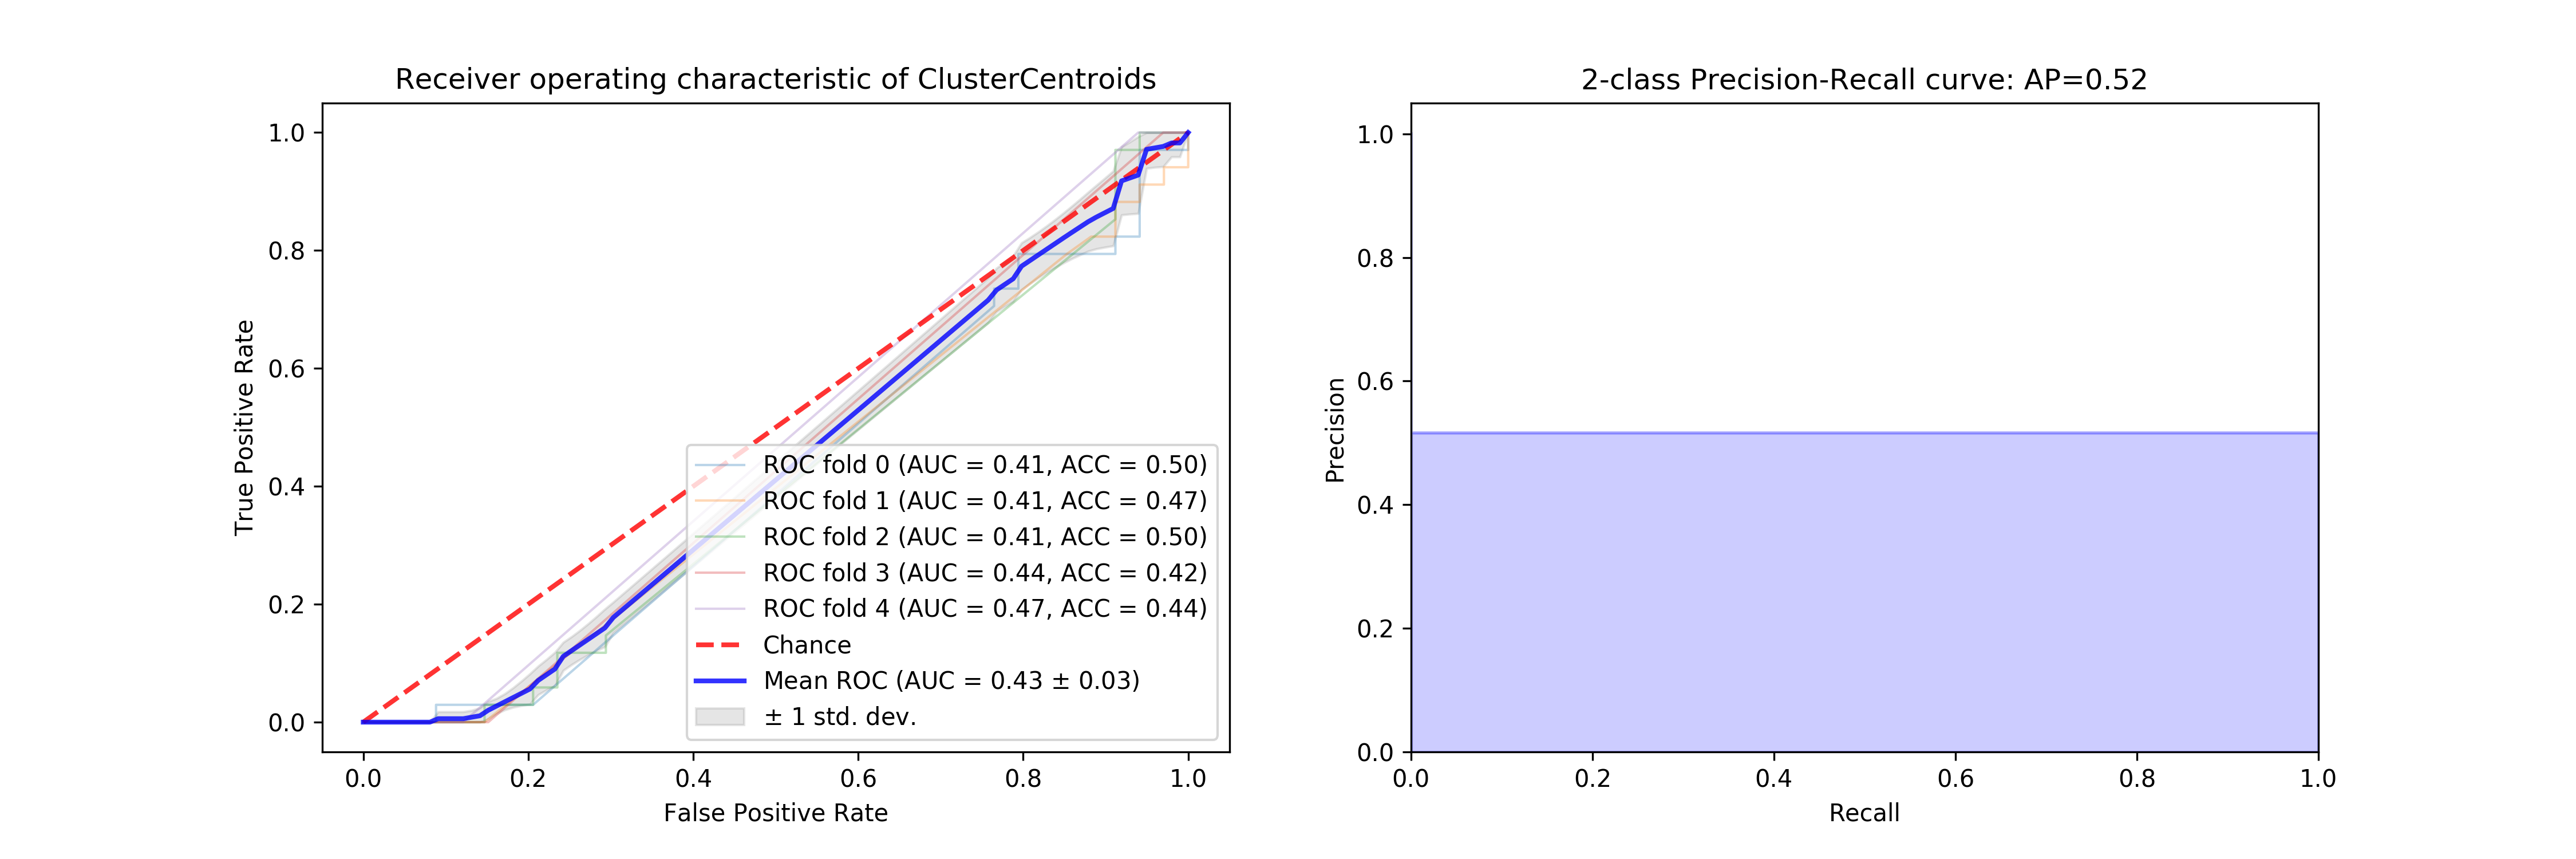 Receiver operating characteristic of ClusterCentroids
1.0
0.8
0.6
0.4
0.2
0.0
True Positive Rate
0.0 0.2 0.4 0.6 0.8 1.0
False Positive Rate
ROC fold 0 (AUC = 0.41, ACC = 0.50)
ROC fold 1 (AUC = 0.41, ACC = 0.47)
ROC fold 2 (AUC = 0.41, ACC = 0.50)
ROC fold 3 (AUC = 0.44, ACC = 0.42)
ROC fold 4 (AUC = 0.47, ACC = 0.44)
Chance
Mean ROC (AUC = 0.43 ± 0.03)
± 1 std. dev.
2-class Precision-Recall curve: AP=0.52
1.0
0.8
0.6
0.4
0.2
0.0
Precision
0.0 0.2 0.4 0.6 0.8 1.0
Recall